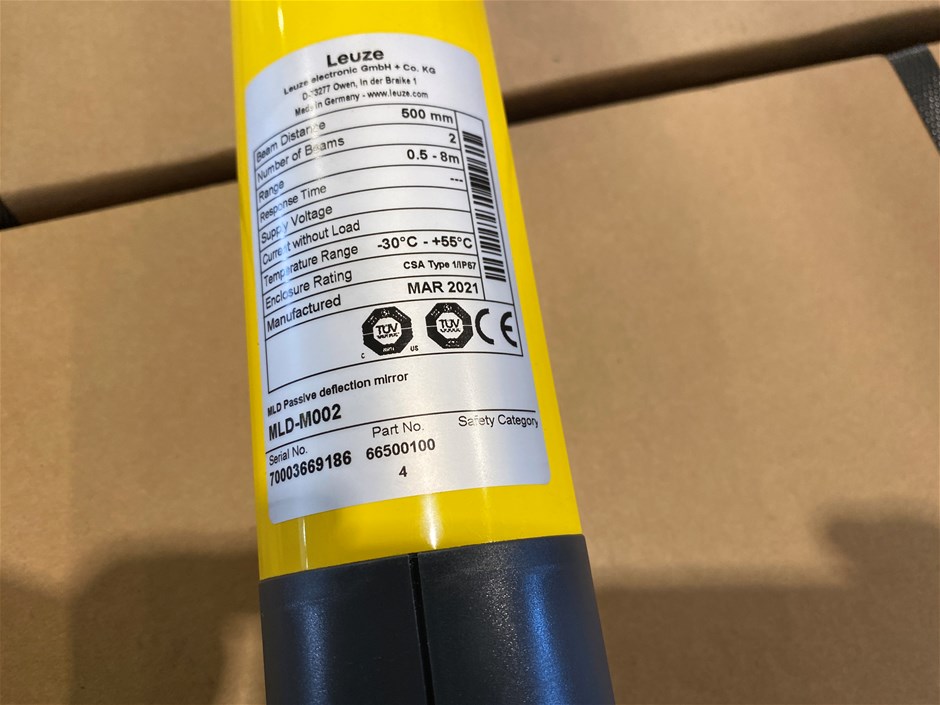 Leuze
Leuze electronic GmbH + Co. KG
D-73277 Owen, In der Braike 1
Made in Germany - www.leuze.com
Beam Distance 500 mm
Number of Beams 2
Range 0.5 - 8m
Response Time ---
Supply Voltage
Current without Load
Temperature Range -30°C - +55°C
Enclosure Rating CSA Type 1/IP67
Manufactured MAR 2021
TÜV TÜV CE
C US
MLD Passive deflection mirror
MLD-M002
Serial No. Part No. Safety Category
70003669186 66500100
4